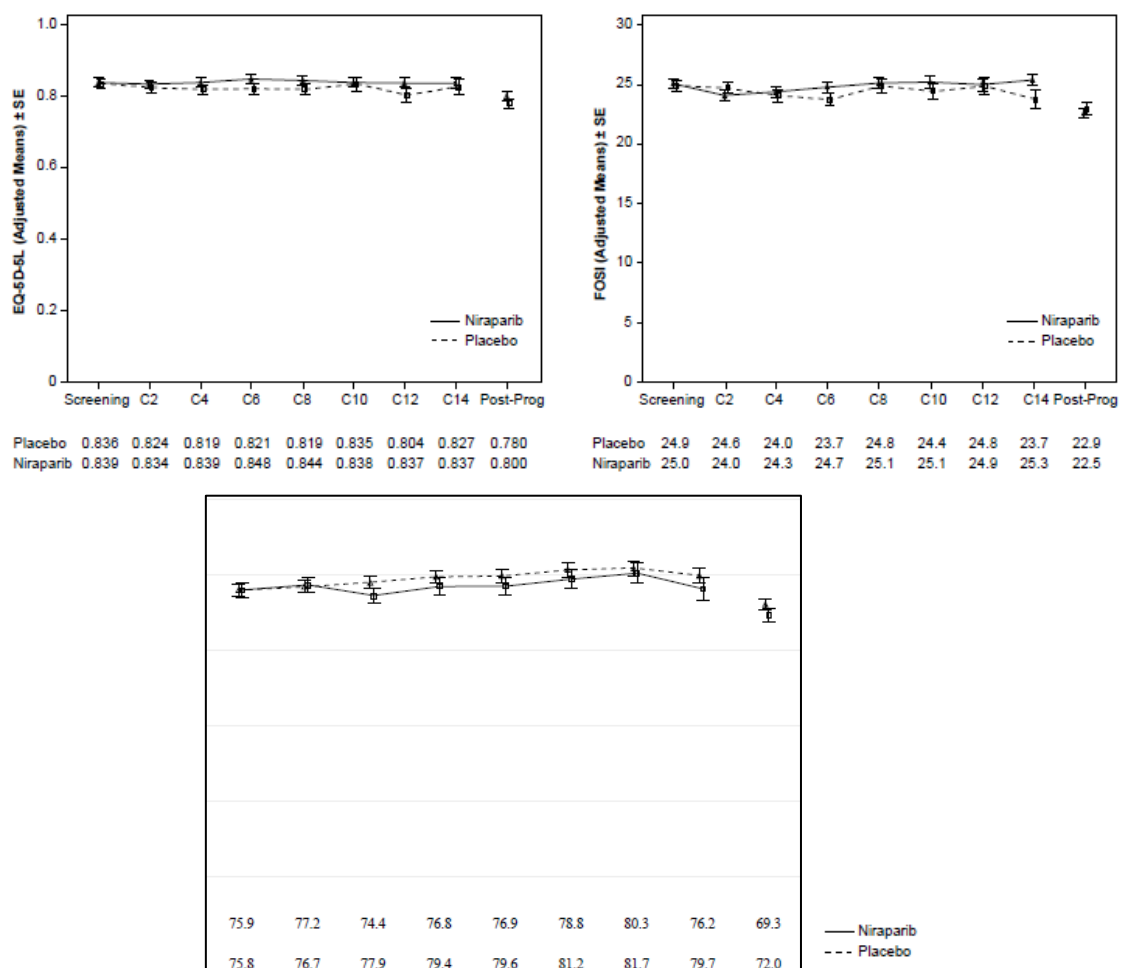 EQ-5D-5L (Adjusted Means) ± SE
1.0
0.8
0.6
0.4
0.2
0
Niraparib
Placebo
Screening C2 C4 C6 C8 C10 C12 C14 Post-Prog
Placebo 0.836 0.824 0.819 0.821 0.819 0.835 0.804 0.827 0.780
Niraparib 0.839 0.834 0.839 0.848 0.844 0.838 0.837 0.837 0.800
FOSI (Adjusted Means) ± SE
30
25
20
15
10
5
0
Niraparib
Placebo
Screening C2 C4 C6 C8 C10 C12 C14 Post-Prog
Placebo 24.9 24.6 24.0 23.7 24.8 24.4 24.8 23.7 22.9
Niraparib 25.0 24.0 24.3 24.7 25.1 25.1 24.9 25.3 22.5
75.9 77.2 74.4 76.8 76.9 78.8 80.3 76.2 69.3
75.8 76.7 77.9 79.4 79.6 81.2 81.7 79.7 72.0
Niraparib
Placebo